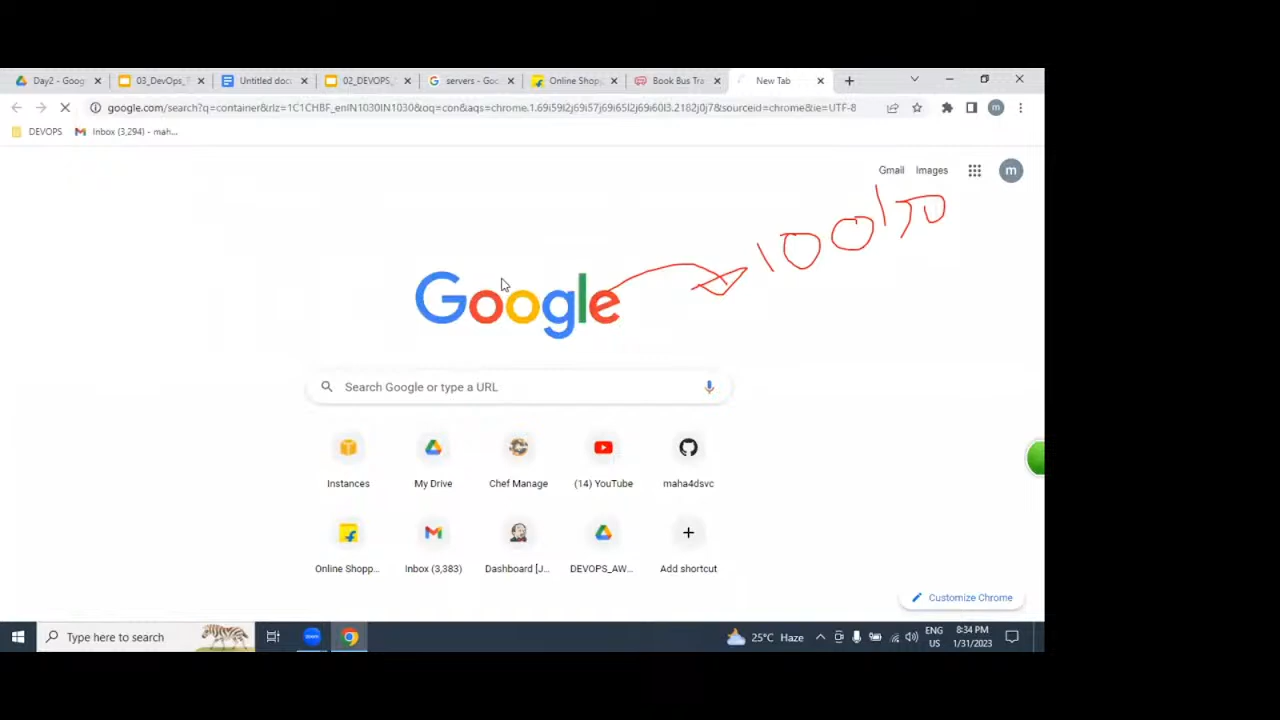 Day2 - Goog
03_DevOps_T
Untitled docu
02_DEVOPS_
servers - Goo
Online Shop
Book Bus Tra
New Tab
google.com/search?q=container&rlz=1C1CHBF_enIN1030IN1030&oq=con&aqs=chrome.1.69i59l2j69i57j69i65l2j69i60l3.2182j0j7&sourceid=chrome&ie=UTF-8
m
DEVOPS
Inbox (3,294) - mah...
Gmail
Images
m
100
Google
Search Google or type a URL
Instances
My Drive
Chef Manage
(14) YouTube
maha4dsvc
Online Shopp...
Inbox (3,383)
Dashboard [J...
DEVOPS_AW...
Add shortcut
Customize Chrome
Type here to search
zoom
25°C Haze
ENG
US
8:34 PM
1/31/2023